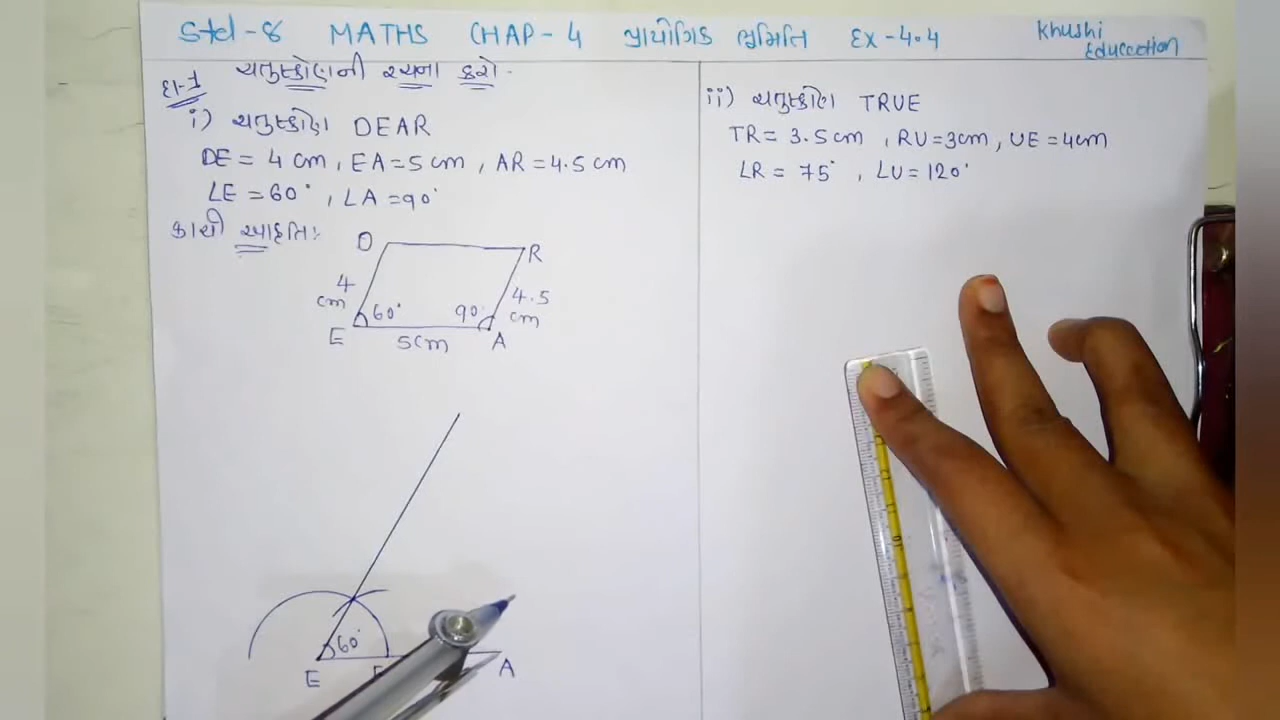 Std-8 MATHS CHAP-4 પ્રાયોગિક ભૂમિતિ Ex-4.4 Khushi Education
દા-1 ચતુષ્કોણની રચના કરો.
i) ચતુષ્કોણ DEAR
DE = 4 cm, EA = 5 cm, AR = 4.5 cm
∠E = 60°, ∠A = 90°
કાચી આકૃતિ:
D R
4 cm 60° 90° 4.5 cm
E 5cm A
60°
E A
ii) ચતુષ્કોણ TRUE
TR = 3.5 cm, RU = 3cm, UE = 4cm
∠R = 75°, ∠U = 120°